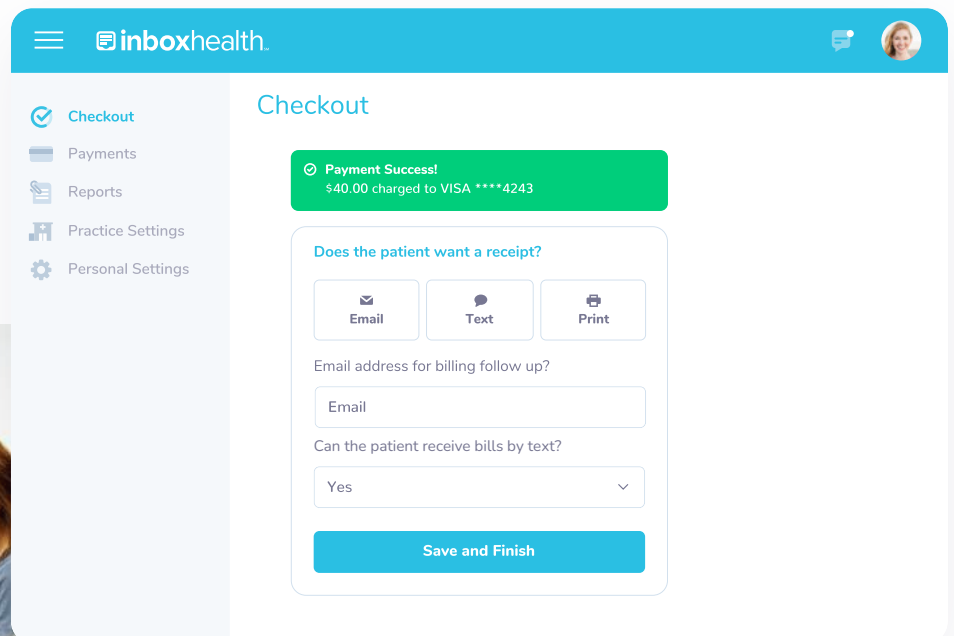 inboxhealth
Checkout
Payments
Reports
Practice Settings
Personal Settings
Checkout
Payment Success!
$40.00 charged to VISA ****4243
Does the patient want a receipt?
Email
Text
Print
Email address for billing follow up?
Email
Can the patient receive bills by text?
Yes
Save and Finish